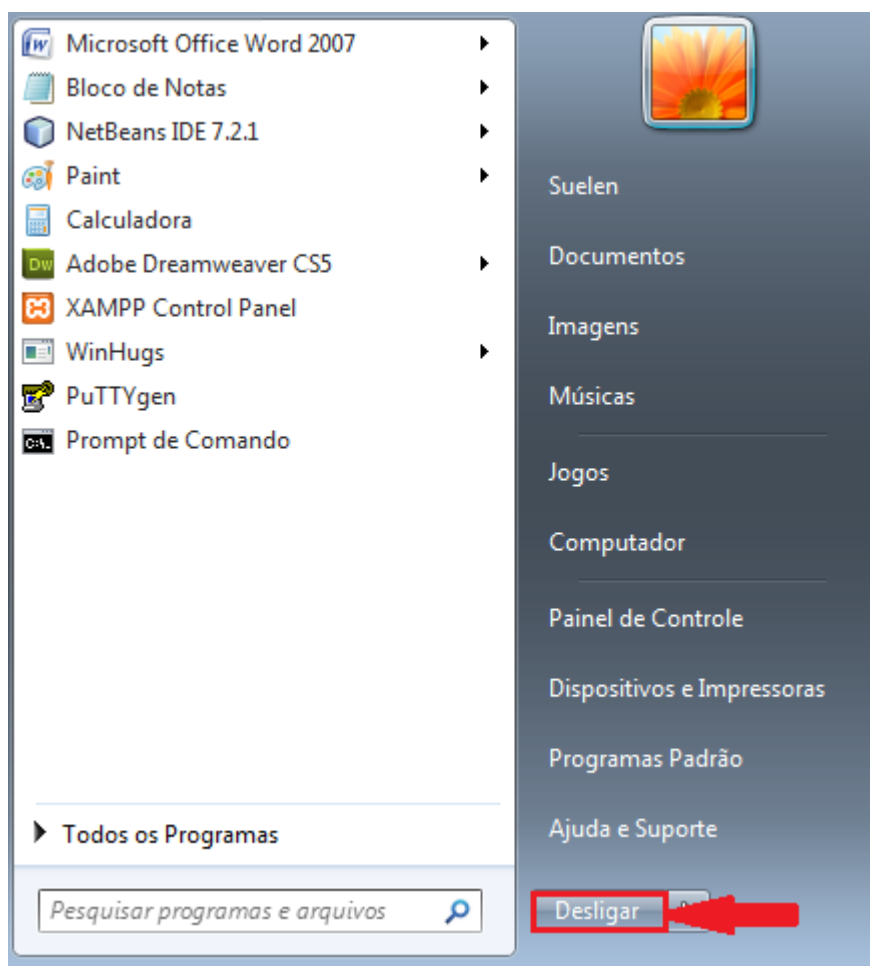 Microsoft Office Word 2007
Bloco de Notas
NetBeans IDE 7.2.1
Paint
Calculadora
Dw Adobe Dreamweaver CS5
XAMPP Control Panel
WinHugs
PuTTYgen
C:\. Prompt de Comando
Todos os Programas
Pesquisar programas e arquivos
Suelen
Documentos
Imagens
Músicas
Jogos
Computador
Painel de Controle
Dispositivos e Impressoras
Programas Padrão
Ajuda e Suporte
Desligar